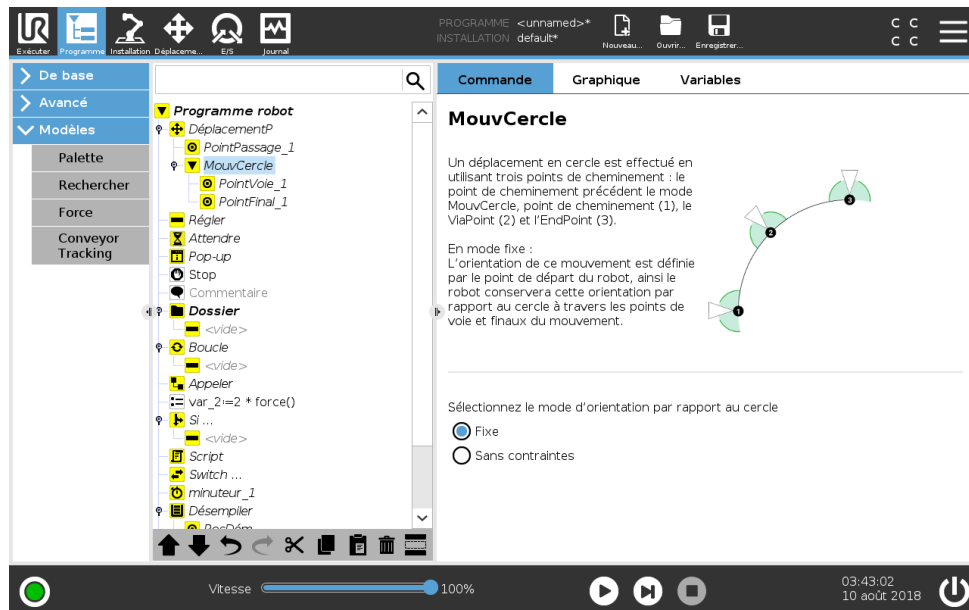 UR
PROGRAMME <unnamed>*
INSTALLATION default*
Exécuter
Programme
Installation
Déplaceme...
E/S
Journal
Nouveau...
Ouvrir...
Enregistrer...
C C
C C
De base
Avancé
Modèles
Palette
Rechercher
Force
Conveyor
Tracking
Programme robot
DéplacementP
PointPassage_1
MouvCercle
PointVoie_1
PointFinal_1
Régler
Attendre
Pop-up
Stop
Commentaire
Dossier
<vide>
Boucle
<vide>
Appeler
var_2≔2 * force()
Si ...
<vide>
Script
Switch ...
minuteur_1
Désempiler
PosDém
Commande
Graphique
Variables
MouvCercle
Un déplacement en cercle est effectué en
utilisant trois points de cheminement : le
point de cheminement précédent le mode
MouvCercle, point de cheminement (1), le
ViaPoint (2) et l'EndPoint (3).
En mode fixe :
L'orientation de ce mouvement est définie
par le point de départ du robot, ainsi le
robot conservera cette orientation par
rapport au cercle à travers les points de
voie et finaux du mouvement.
3
2
1
Sélectionnez le mode d'orientation par rapport au cercle
Fixe
Sans contraintes
Vitesse
100%
03:43:02
10 août 2018